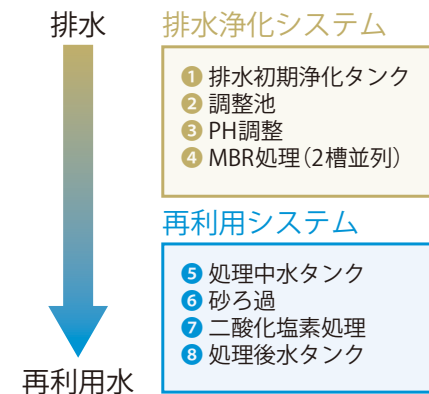 排水
排水浄化システム
❶ 排水初期浄化タンク
❷ 調整池
❸ PH調整
❹ MBR処理(2槽並列)
再利用システム
❺ 処理中水タンク
❻ 砂ろ過
❼ 二酸化塩素処理
❽ 処理後水タンク
再利用水